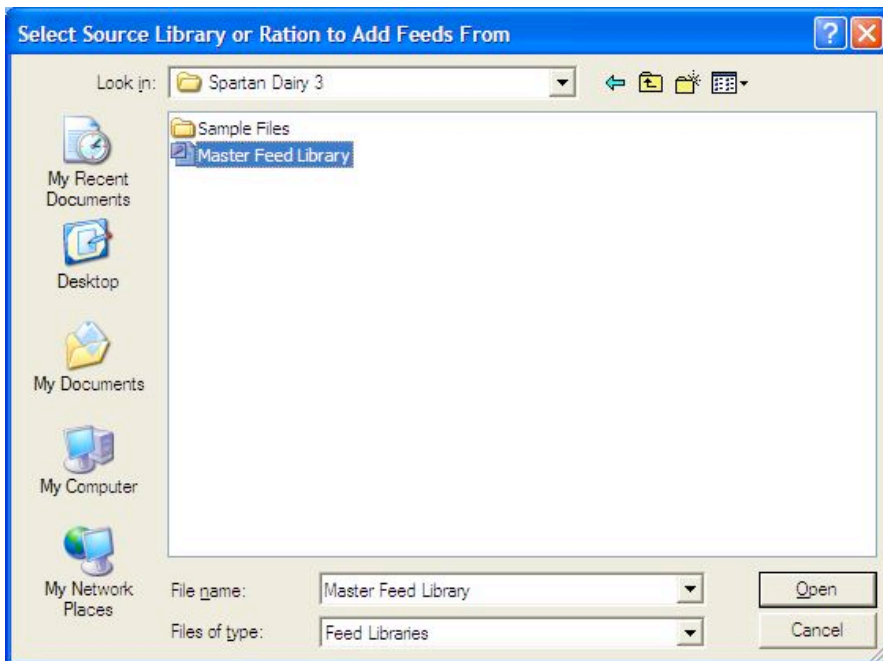 Select Source Library or Ration to Add Feeds From
Look in:
Spartan Dairy 3
Sample Files
Master Feed Library
My Recent
Documents
Desktop
My Documents
My Computer
My Network
Places
File name:
Master Feed Library
Open
Files of type:
Feed Libraries
Cancel